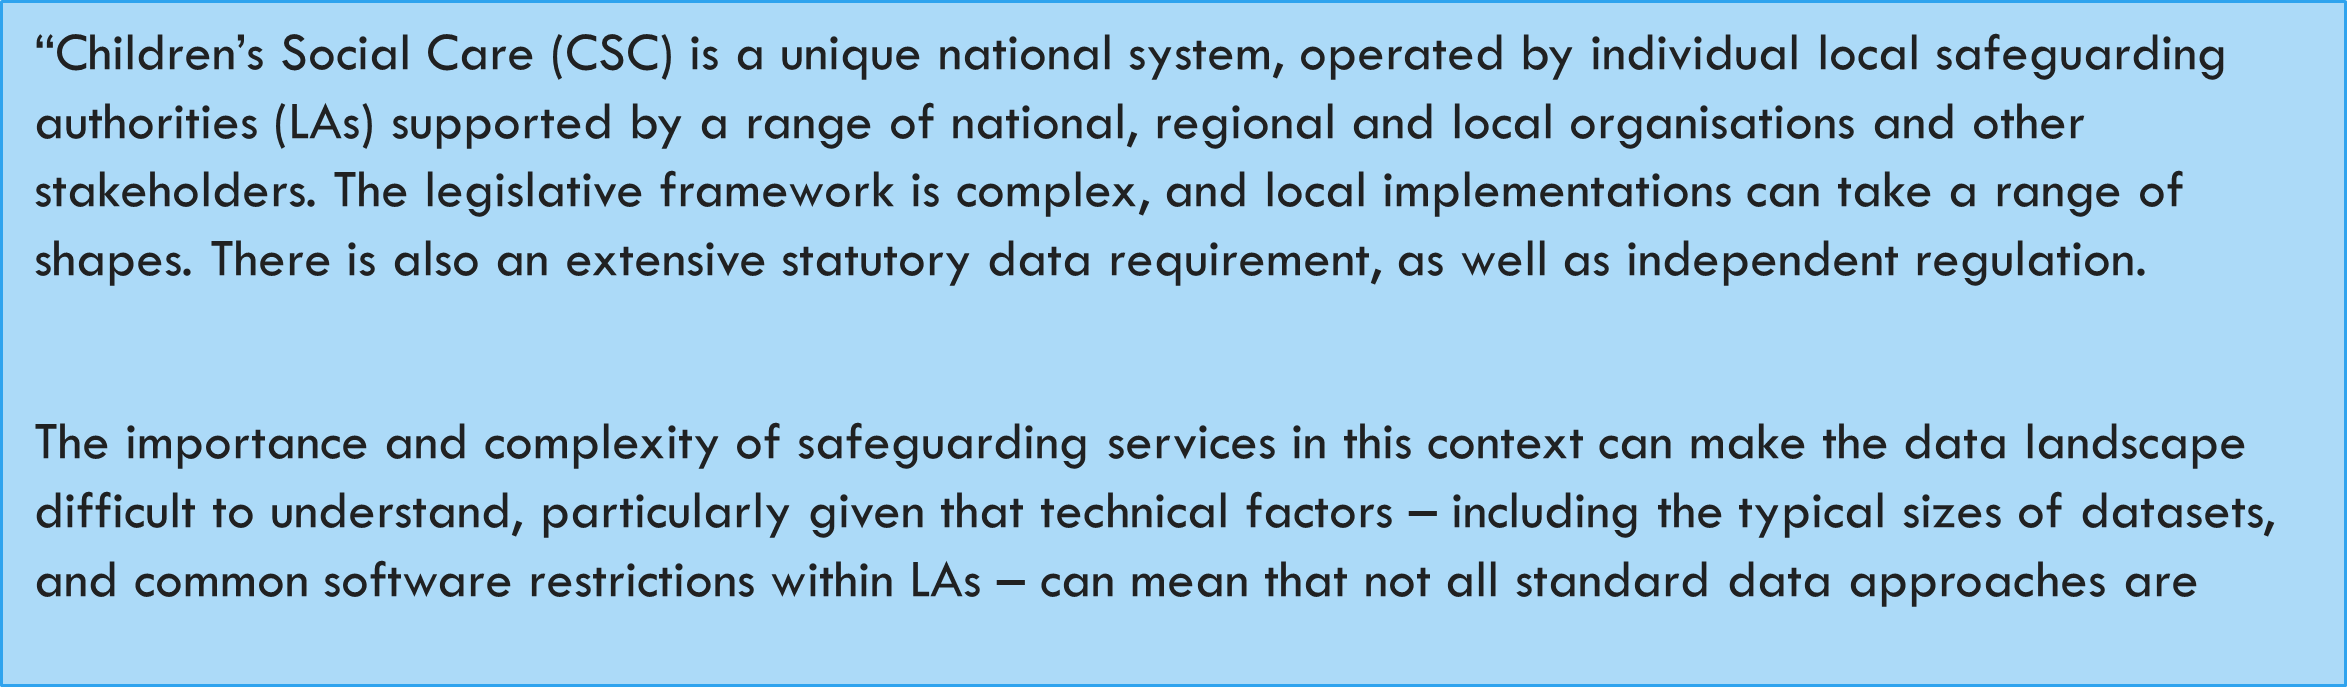 “Children’s Social Care (CSC) is a unique national system, operated by individual local safeguarding
authorities (LAs) supported by a range of national, regional and local organisations and other
stakeholders. The legislative framework is complex, and local implementations can take a range of
shapes. There is also an extensive statutory data requirement, as well as independent regulation.
The importance and complexity of safeguarding services in this context can make the data landscape
difficult to understand, particularly given that technical factors – including the typical sizes of datasets,
and common software restrictions within LAs – can mean that not all standard data approaches are